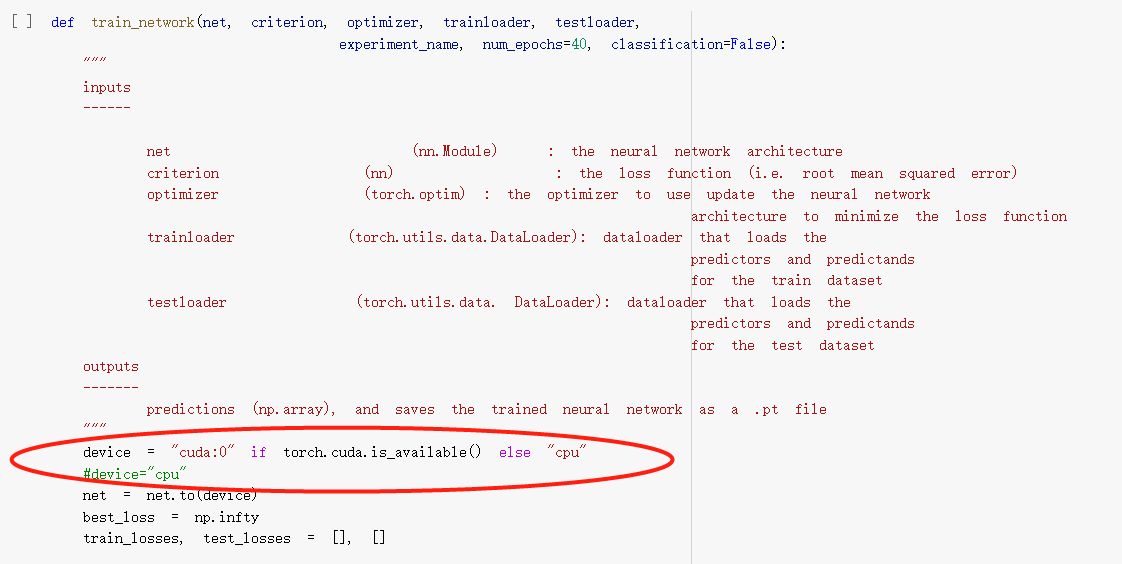 [ ] def train_network(net, criterion, optimizer, trainloader, testloader,
experiment_name, num_epochs=40, classification=False):
"""
inputs
------
net (nn.Module) : the neural network architecture
criterion (nn) : the loss function (i.e. root mean squared error)
optimizer (torch.optim) : the optimizer to use update the neural network
architecture to minimize the loss function
trainloader (torch.utils.data.DataLoader): dataloader that loads the
predictors and predictands
for the train dataset
testloader (torch.utils.data. DataLoader): dataloader that loads the
predictors and predictands
for the test dataset
outputs
-------
predictions (np.array), and saves the trained neural network as a .pt file
"""
device = "cuda:0" if torch.cuda.is_available() else "cpu"
#device="cpu"
net = net.to(device)
best_loss = np.infty
train_losses, test_losses = [], []